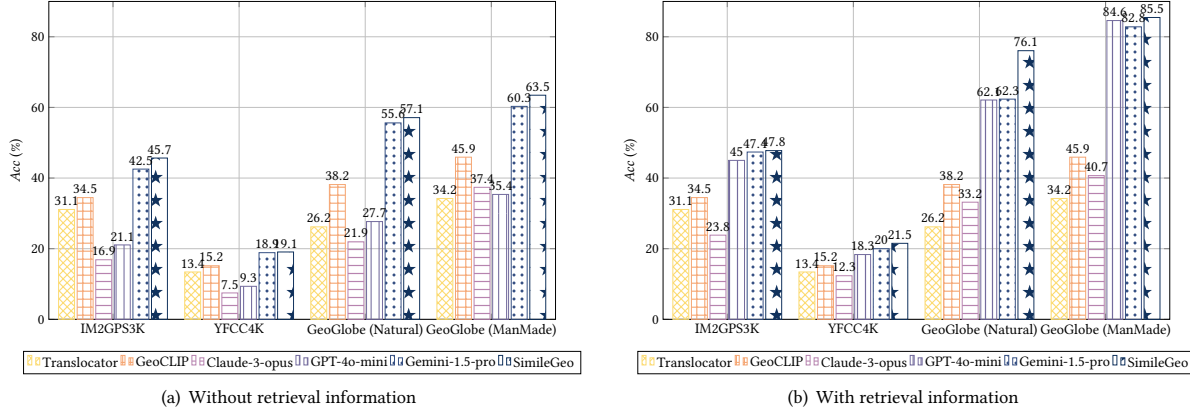 80
60
40
20
0
Acc (%)
31.1 34.5 16.9 21.1 42.5 45.7
13.4 15.2 7.5 9.3 18.9 19.1
26.2 38.2 21.9 27.7 55.6 57.1
34.2 45.9 37.4 35.4 60.3 63.5
IM2GPS3K YFCC4K GeoGlobe (Natural) GeoGlobe (ManMade)
Translocator GeoCLIP Claude-3-opus GPT-4o-mini Gemini-1.5-pro SimileGeo
(a) Without retrieval information
80
60
40
20
0
Acc (%)
31.1 34.5 23.8 45 47.4 47.8
13.4 15.2 12.3 18.3 20 21.5
26.2 38.2 33.2 62.1 62.3 76.1
34.2 45.9 40.7 84.6 82.8 85.5
IM2GPS3K YFCC4K GeoGlobe (Natural) GeoGlobe (ManMade)
Translocator GeoCLIP Claude-3-opus GPT-4o-mini Gemini-1.5-pro SimileGeo
(b) With retrieval information